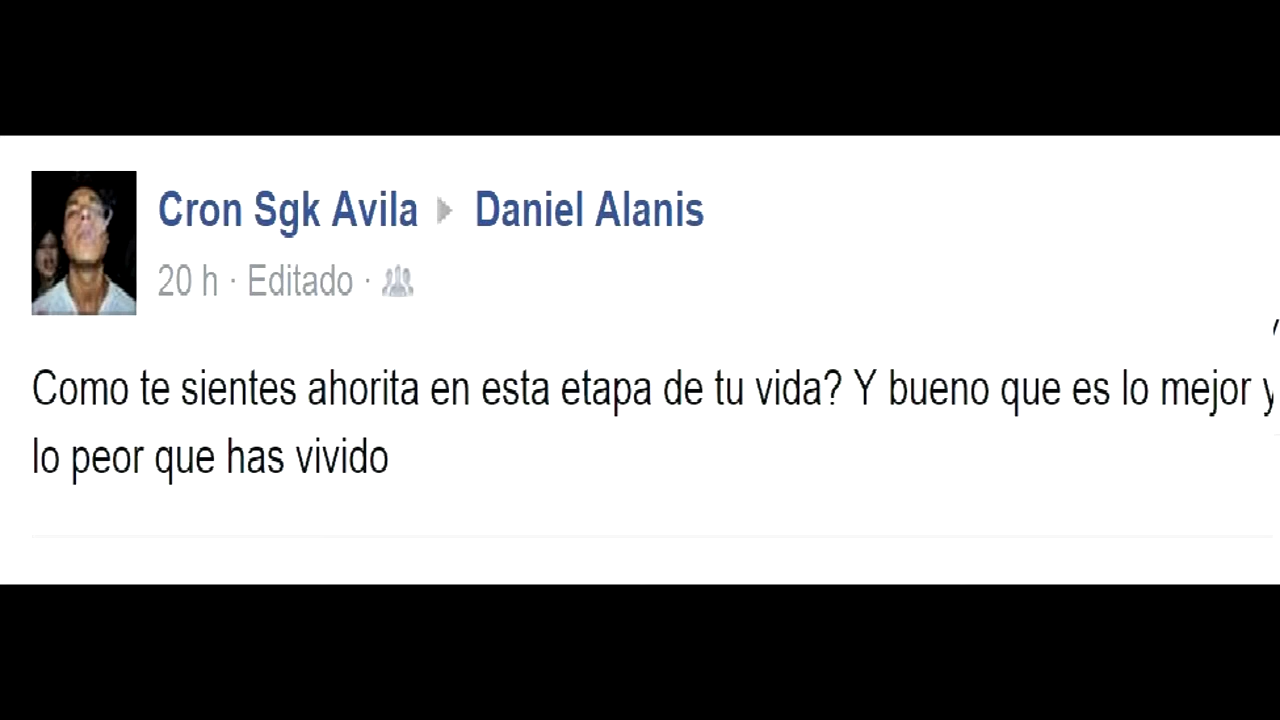 Cron Sgk Avila Daniel Alanis
20 h · Editado ·
Como te sientes ahorita en esta etapa de tu vida? Y bueno que es lo mejor y
lo peor que has vivido